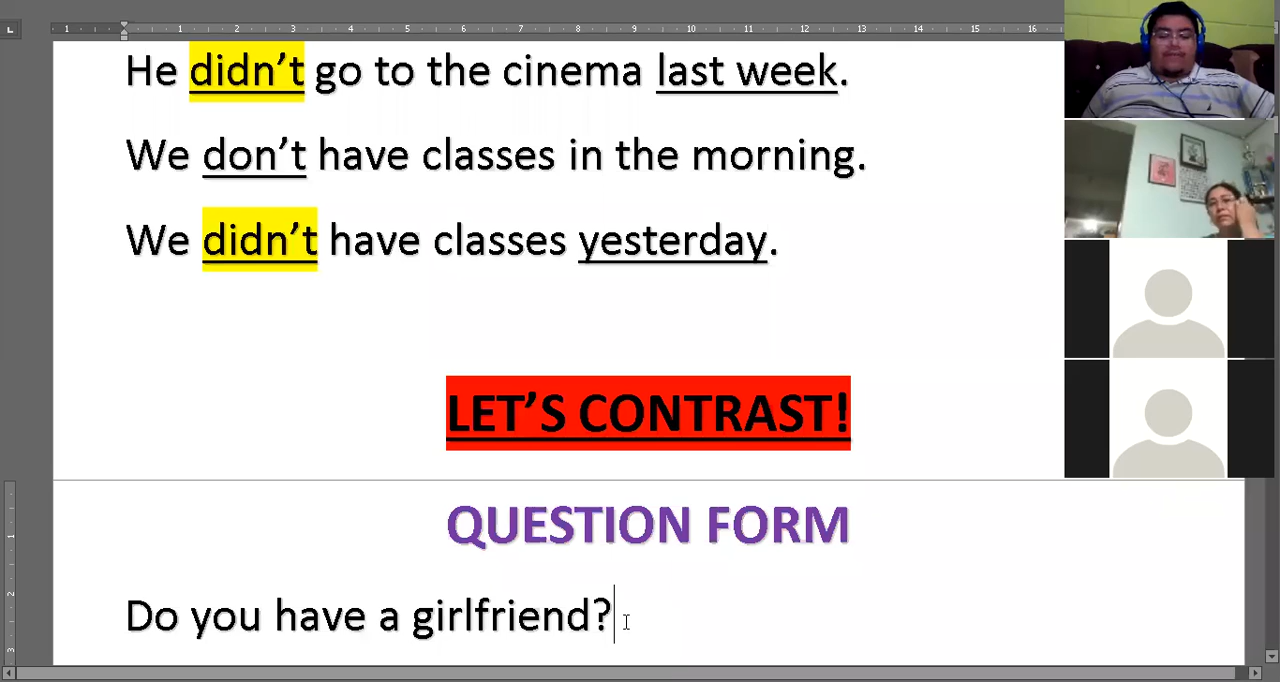 He didn't go to the cinema last week.
We don't have classes in the morning.
We didn't have classes yesterday.
LET'S CONTRAST!
QUESTION FORM
Do you have a girlfriend?